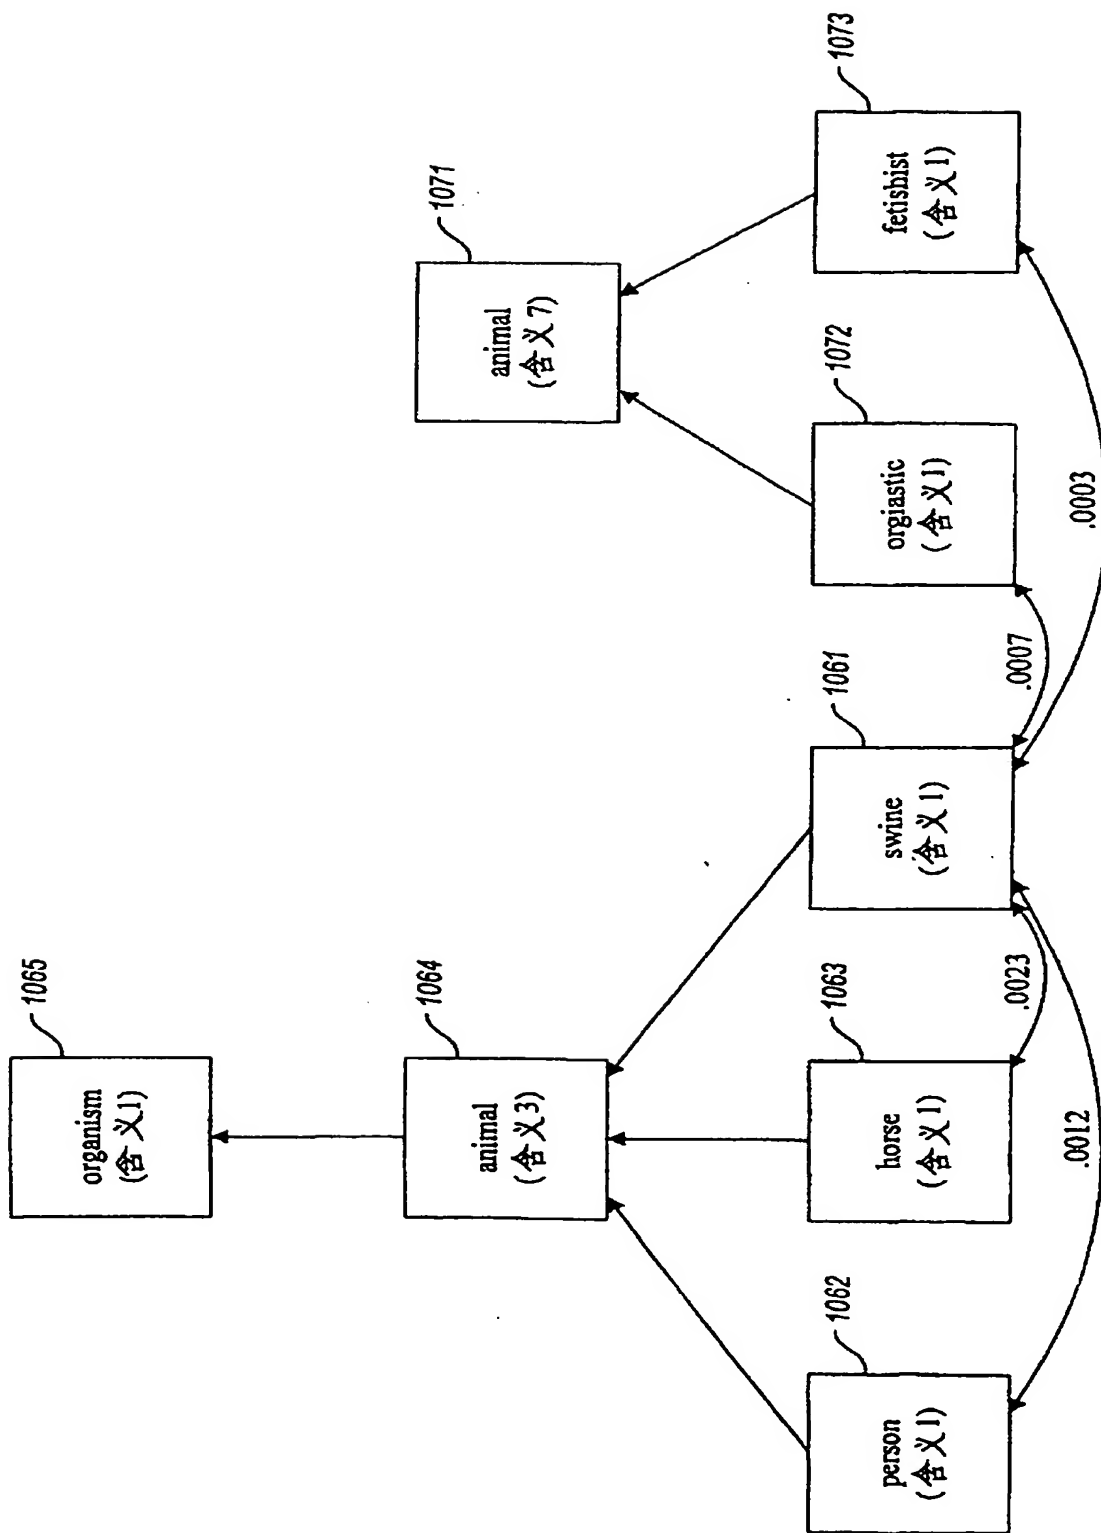 1065
organism
(含义1)
1064
animal
(含义3)
1071
animal
(含义7)
1062
person
(含义1)
1063
horse
(含义1)
1061
swine
(含义1)
1072
orgiastic
(含义1)
1073
fetishist
(含义1)
.0023
.0007
.0012
.0003